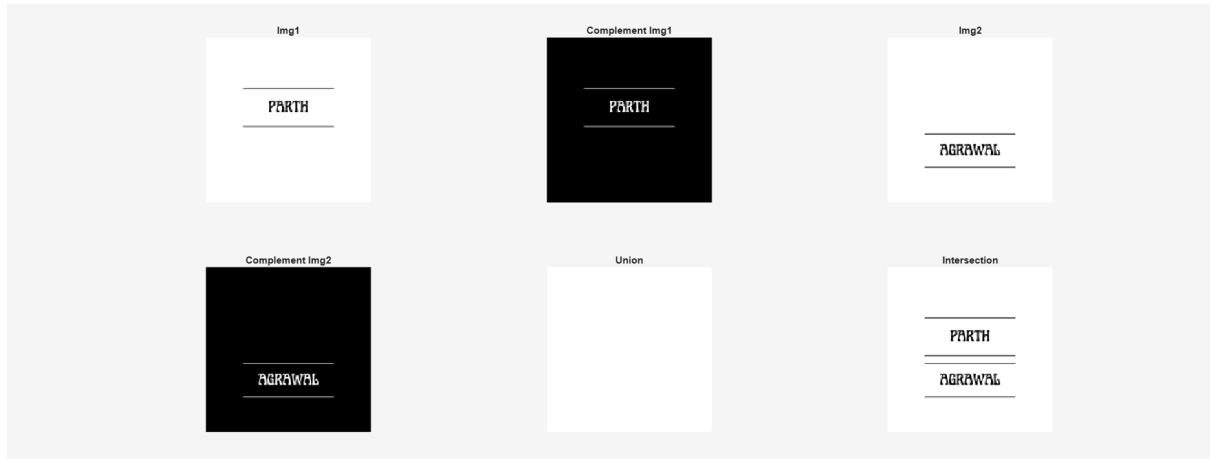 Img1
PARTH
Complement Img1
PARTH
Img2
AGRAWAL
Complement Img2
AGRAWAL
Union
Intersection
PARTH
AGRAWAL